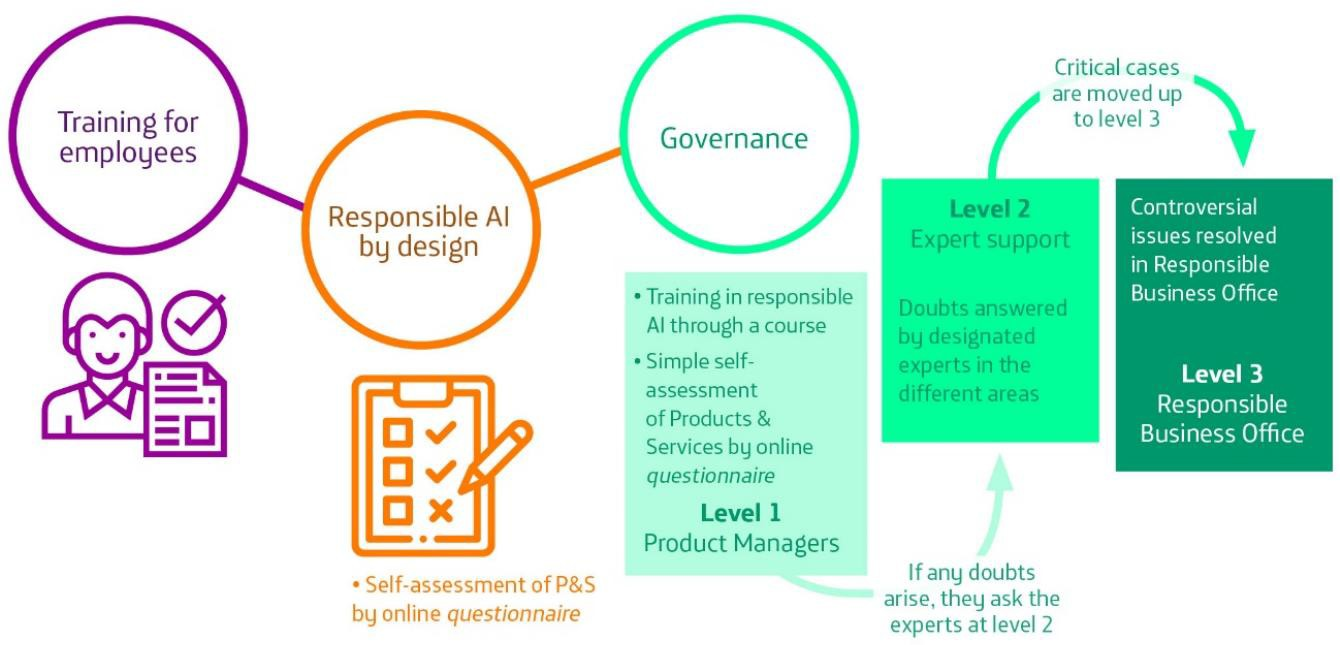 Training for
employees
Responsible AI
by design
• Self-assessment of P&S
by online questionnaire
Governance
• Training in responsible
AI through a course
• Simple self-
assessment
of Products &
Services by online
questionnaire
Level 1
Product Managers
If any doubts
arise, they ask the
experts at level 2
Level 2
Expert support
Doubts answered
by designated
experts in the
different areas
Critical cases
are moved up
to level 3
Controversial
issues resolved
in Responsible
Business Office
Level 3
Responsible
Business Office